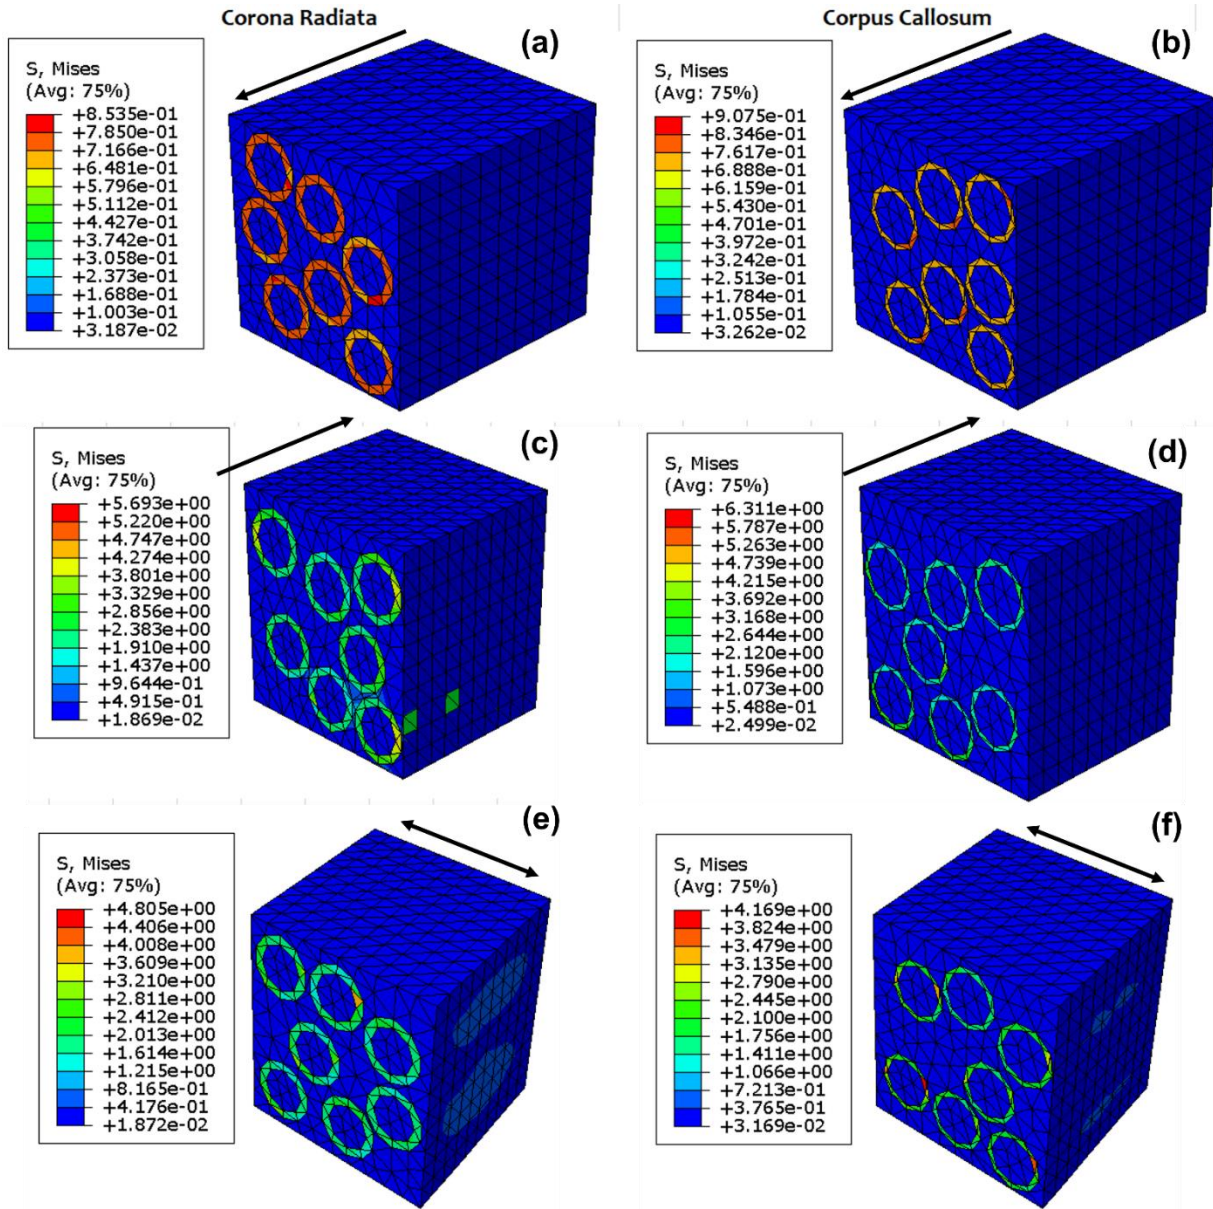 Corona Radiata
Corpus Callosum
(a)
S, Mises
(Avg: 75%)
+8.535e-01
+7.850e-01
+7.166e-01
+6.481e-01
+5.796e-01
+5.112e-01
+4.427e-01
+3.742e-01
+3.058e-01
+2.373e-01
+1.688e-01
+1.003e-01
+3.187e-02
(b)
S, Mises
(Avg: 75%)
+9.075e-01
+8.346e-01
+7.617e-01
+6.888e-01
+6.159e-01
+5.430e-01
+4.701e-01
+3.972e-01
+3.242e-01
+2.513e-01
+1.784e-01
+1.055e-01
+3.262e-02
(c)
S, Mises
(Avg: 75%)
+5.693e+00
+5.220e+00
+4.747e+00
+4.274e+00
+3.801e+00
+3.329e+00
+2.856e+00
+2.383e+00
+1.910e+00
+1.437e+00
+9.644e-01
+4.915e-01
+1.869e-02
(d)
S, Mises
(Avg: 75%)
+6.311e+00
+5.787e+00
+5.263e+00
+4.739e+00
+4.215e+00
+3.692e+00
+3.168e+00
+2.644e+00
+2.120e+00
+1.596e+00
+1.073e+00
+5.488e-01
+2.499e-02
(e)
S, Mises
(Avg: 75%)
+4.805e+00
+4.406e+00
+4.008e+00
+3.609e+00
+3.210e+00
+2.811e+00
+2.412e+00
+2.013e+00
+1.614e+00
+1.215e+00
+8.165e-01
+4.176e-01
+1.872e-02
(f)
S, Mises
(Avg: 75%)
+4.169e+00
+3.824e+00
+3.479e+00
+3.135e+00
+2.790e+00
+2.445e+00
+2.100e+00
+1.756e+00
+1.411e+00
+1.066e+00
+7.213e-01
+3.765e-01
+3.169e-02